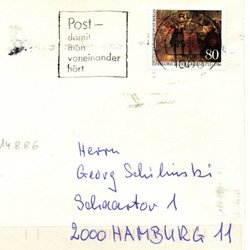 Post -
damit
man
voneinander
hört
80
14.8.86
Herrn
Georg Schilinski
Schaartor 1
2000 HAMBURG 11